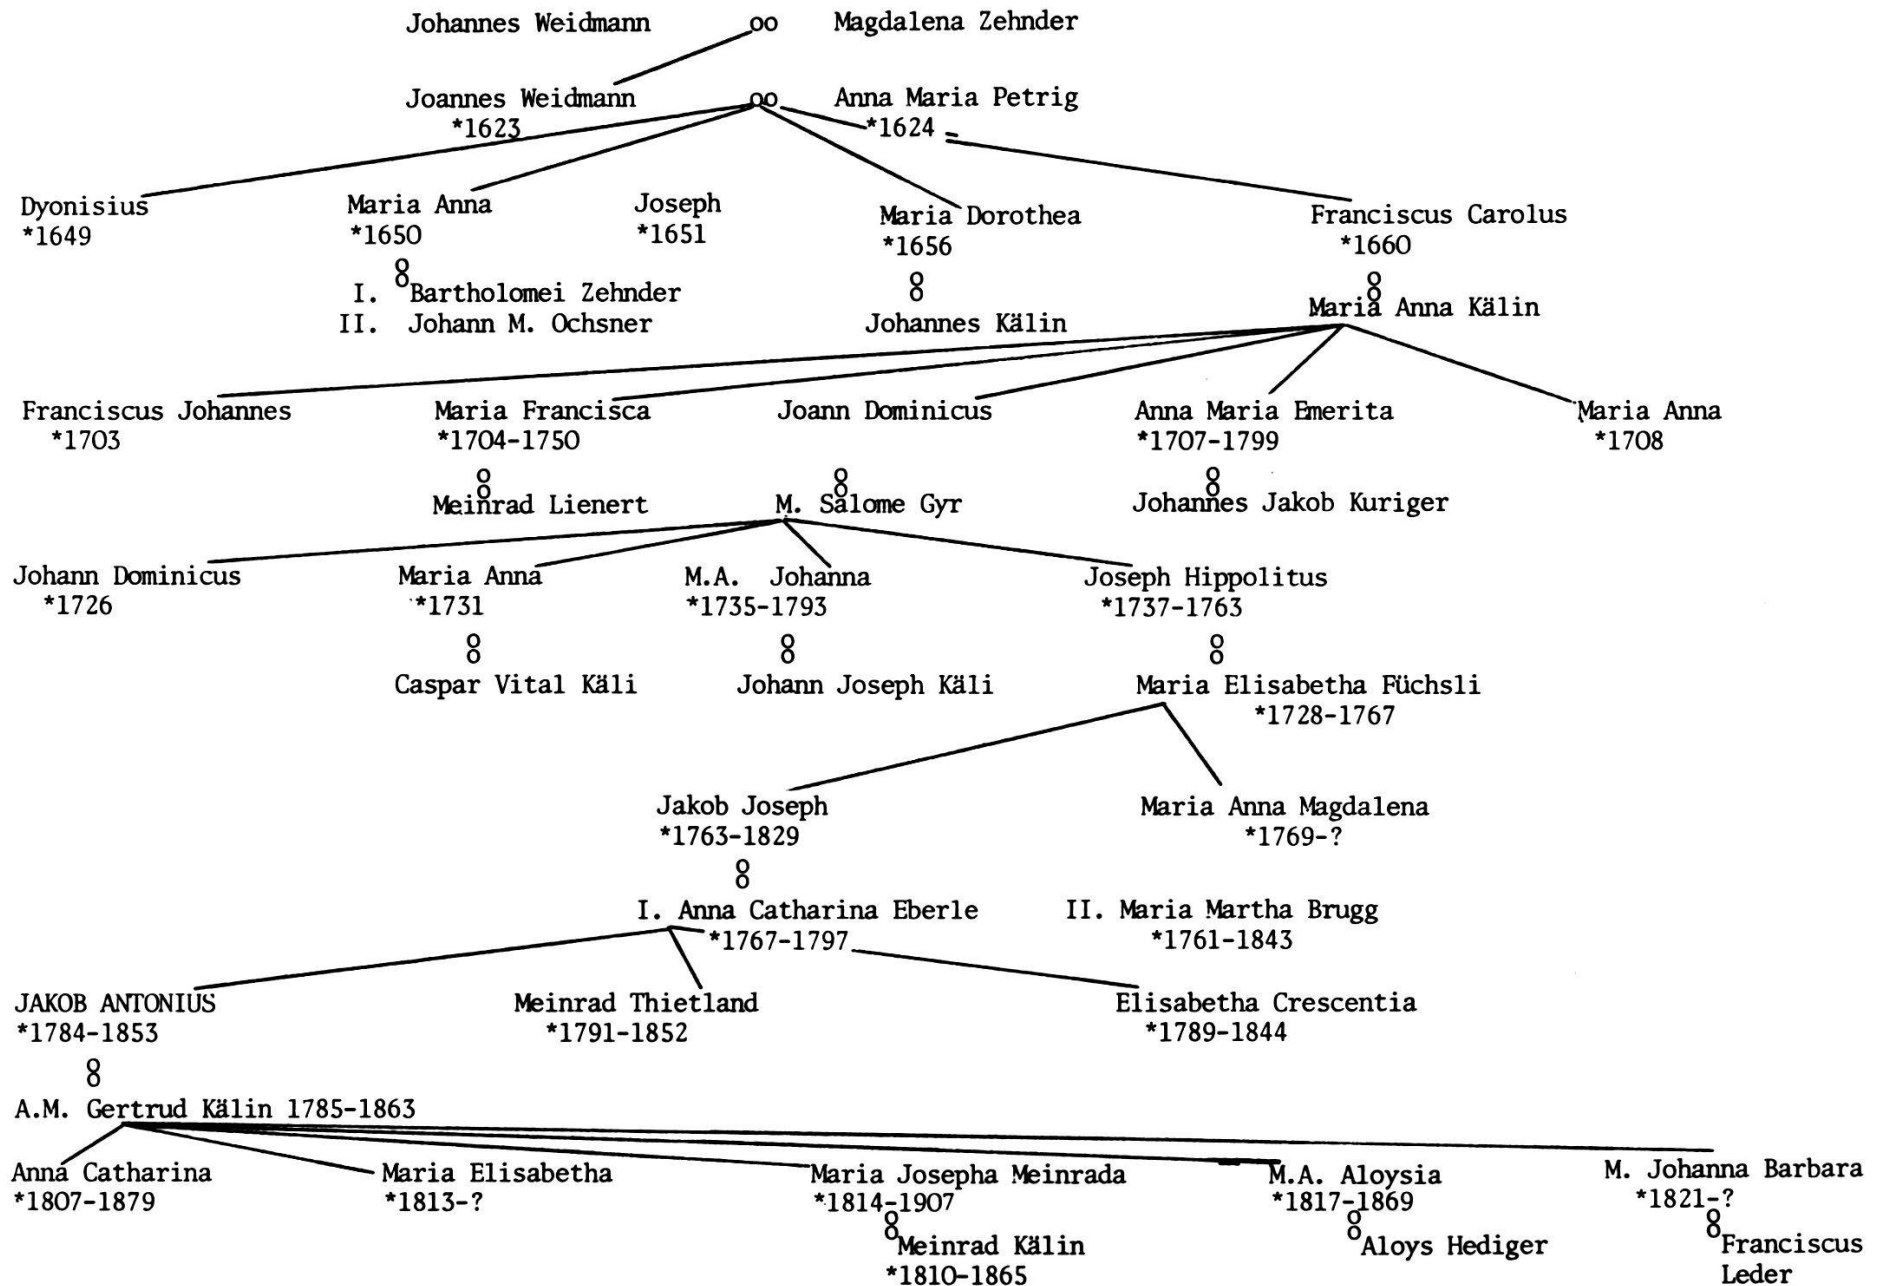 Johannes Weidmann oo Magdalena Zehnder
Joannes Weidmann oo Anna Maria Petrig
*1623 *1624
Dyonisius Maria Anna Joseph Maria Dorothea Franciscus Carolus
*1649 *1650 *1651 *1656 *1660
o o o
o o o
I. Bartholomei Zehnder Maria Anna Kälin
II. Johann M. Ochsner Johannes Kälin
Franciscus Johannes Maria Francisca Joann Dominicus Anna Maria Emerita Maria Anna
*1703 *1704-1750 *1707-1799 *1708
o o o
o o o
Meinrad Lienert M. Salome Gyr Johannes Jakob Kuriger
Johann Dominicus Maria Anna M.A. Johanna Joseph Hippolitus
*1726 *1731 *1735-1793 *1737-1763
o o o
o o o
Caspar Vital Käli Johann Joseph Käli Maria Elisabetha Füchsli
*1728-1767
Jakob Joseph Maria Anna Magdalena
*1763-1829 *1769-?
o
o
I. Anna Catharina Eberle II. Maria Martha Brugg
*1767-1797 *1761-1843
JAKOB ANTONIUS Meinrad Thietland Elisabetha Crescentia
*1784-1853 *1791-1852 *1789-1844
o
o
A.M. Gertrud Kälin 1785-1863
Anna Catharina Maria Elisabetha Maria Josepha Meinrada M.A. Aloysia M. Johanna Barbara
*1807-1879 *1813-? *1814-1907 *1817-1869 *1821-?
o o o
o o o
Meinrad Kälin Aloys Hediger Franciscus
*1810-1865 Leder